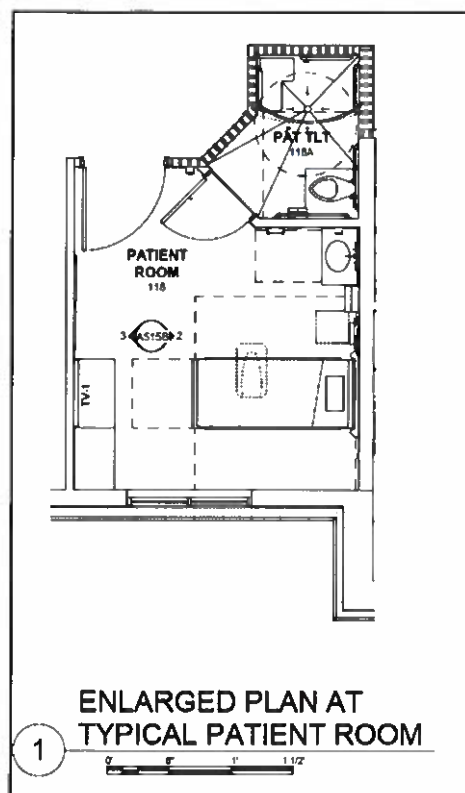 PAT TLT
118A
PATIENT
ROOM
118
3 AS15B 2
TV-1
ENLARGED PLAN AT
TYPICAL PATIENT ROOM
1
0' 6" 1' 1 1/2'